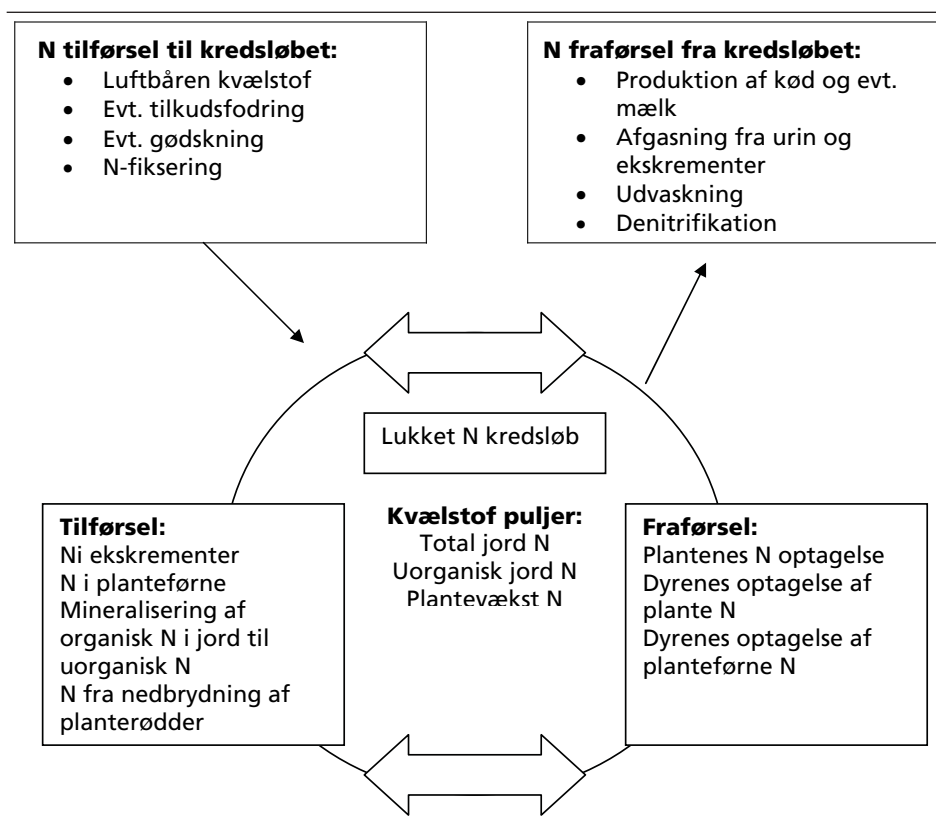 N tilførsel til kredsløbet:
• Luftbåren kvælstof
• Evt. tilkudsfodring
• Evt. gødskning
• N-fiksering
N fraførsel fra kredsløbet:
• Produktion af kød og evt.
mælk
• Afgasning fra urin og
ekskrementer
• Udvaskning
• Denitrifikation
Lukket N kredsløb
Tilførsel:
Ni ekskrementer
N i planteførne
Mineralisering af
organisk N i jord til
uorganisk N
N fra nedbrydning af
planterødder
Kvælstof puljer:
Total jord N
Uorganisk jord N
Plantevækst N
Fraførsel:
Plantenes N optagelse
Dyrenes optagelse af
plante N
Dyrenes optagelse af
planteførne N